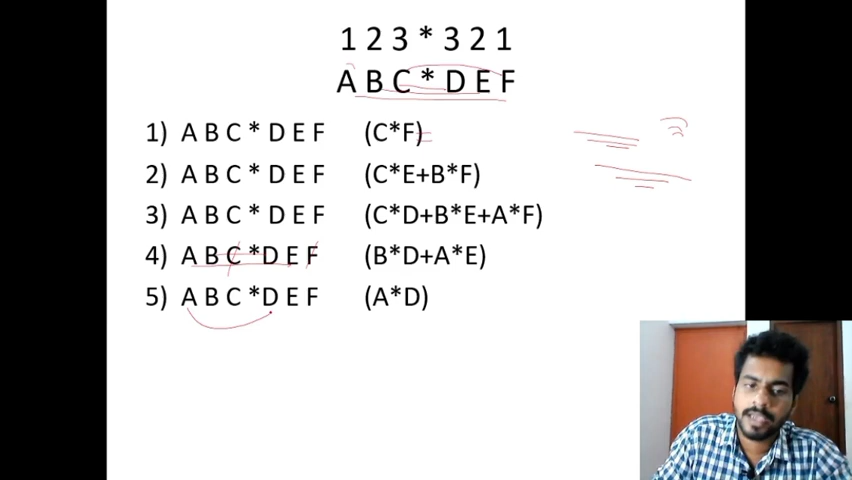 1 2 3 * 3 2 1
A B C * D E F
1) A B C * D E F (C*F)
2) A B C * D E F (C*E+B*F)
3) A B C * D E F (C*D+B*E+A*F)
4) A B C *D E F (B*D+A*E)
5) A B C *D E F (A*D)